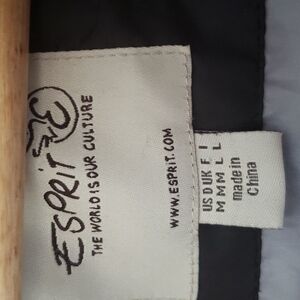 ESPRIT
THE WORLD IS OUR CULTURE
WWW.ESPRIT.COM
US D UK F I
M M M L L
made in
China